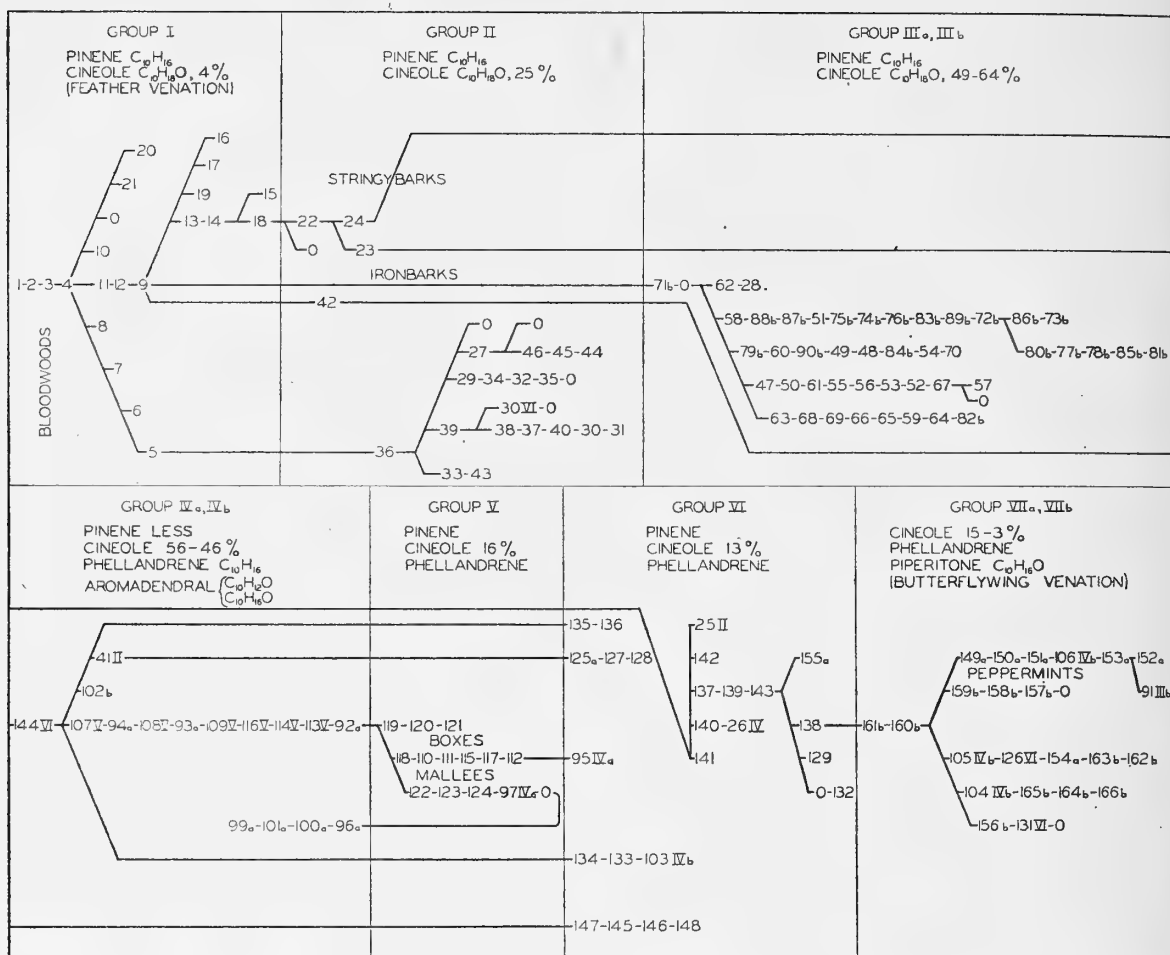 GROUP I
PINENE C₁₀H₁₆
CINEOLE C₁₀H₁₈O, 4%
(FEATHER VENATION)
GROUP II
PINENE C₁₀H₁₆
CINEOLE C₁₀H₁₈O, 25%
GROUP IIIa, IIIb
PINENE C₁₀H₁₆
CINEOLE C₁₀H₁₈O, 49-64%
20
21
0
10
1-2-3-4
11-12-9
8
7
6
5
BLOODWOODS
16
17
19
13-14
15
18
22
0
24
23
STRINGYBARKS
IRONBARKS
42
36
0
27
0
46-45-44
29-34-32-35-0
39
30VI-0
38-37-40-30-31
33-43
71b-0
62-28.
58-88b-87b-51-75b-74b-76b-83b-89b-72b
86b-73b
80b-77b-78b-85b-81b
79b-60-90b-49-48-84b-54-70
47-50-61-55-56-53-52-67
57
0
63-68-69-66-65-59-64-82b
GROUP IVa, IVb
PINENE LESS
CINEOLE 56-46%
PHELLANDRENE C₁₀H₁₆
AROMADENDRAL {C₁₀H₁₂O
C₁₀H₁₆O
GROUP V
PINENE
CINEOLE 16%
PHELLANDRENE
GROUP VI
PINENE
CINEOLE 13%
PHELLANDRENE
GROUP VIIa, VIIb
CINEOLE 15-3%
PHELLANDRENE
PIPERITONE C₁₀H₁₆O
(BUTTERFLYWING VENATION)
41II
102b
144VI
107V-94a-108V-93a-109V-116V-114V-113V-92a
119-120-121
BOXES
118-110-111-115-117-112
95IVa
MALLEES
122-123-124-97IVa-0
99a-101a-100a-96a
135-136
125a-127-128
134-133-103IVb
147-145-146-148
25II
142
137-139-143
140-26IV
141
155a
138
129
0-132
161b-160b
149a-150a-151a-106IVb-153a
152a
91IIIb
PEPPERMINTS
159b-158b-157b-0
105IVb-126VI-154a-163b-162b
104IVb-165b-164b-166b
156b-131VI-0